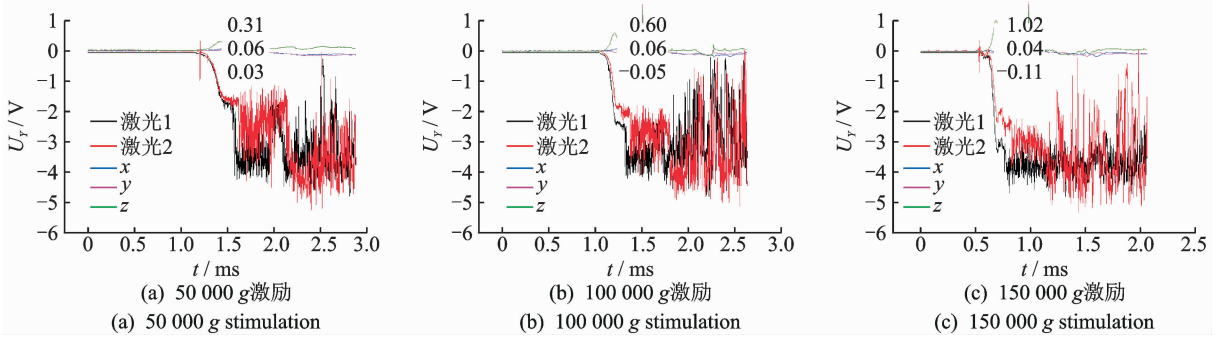 1
0
−1
−2
−3
−4
−5
−6
U_Y / V
0.31
0.06
0.03
激光1
激光2
x
y
z
0 0.5 1.0 1.5 2.0 2.5 3.0
t / ms
(a) 50 000 g激励
(a) 50 000 g stimulation
1
0
−1
−2
−3
−4
−5
−6
U_Y / V
0.60
0.06
−0.05
激光1
激光2
x
y
z
0 0.5 1.0 1.5 2.0 2.5 3.0
t / ms
(b) 100 000 g激励
(b) 100 000 g stimulation
1
0
−1
−2
−3
−4
−5
−6
U_Y / V
1.02
0.04
−0.11
激光1
激光2
x
y
z
0 0.5 1.0 1.5 2.0 2.5
t / ms
(c) 150 000 g激励
(c) 150 000 g stimulation